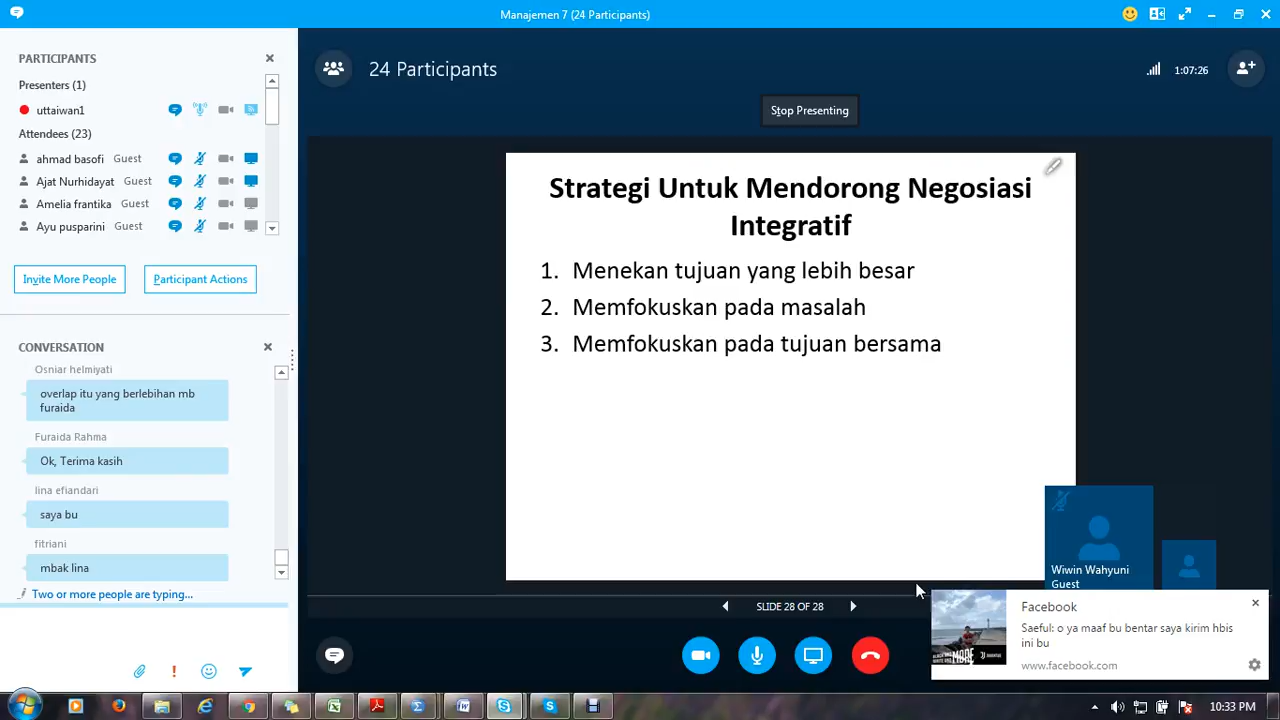 Manajemen 7 (24 Participants)
PARTICIPANTS
Presenters (1)
uttaiwan1
Attendees (23)
ahmad basofi Guest
Ajat Nurhidayat Guest
Amelia frantika Guest
Ayu pusparini Guest
Invite More People
Participant Actions
CONVERSATION
Osniar helmiyati
overlap itu yang berlebihan mb
furaida
Furaida Rahma
Ok, Terima kasih
lina efiandari
saya bu
fitriani
mbak lina
Two or more people are typing...
24 Participants
1:07:26
Stop Presenting
Strategi Untuk Mendorong Negosiasi
Integratif
1. Menekan tujuan yang lebih besar
2. Memfokuskan pada masalah
3. Memfokuskan pada tujuan bersama
Wiwin Wahyuni
Guest
SLIDE 28 OF 28
Facebook
Saeful: o ya maaf bu bentar saya kirim hbis
ini bu
www.facebook.com
10:33 PM